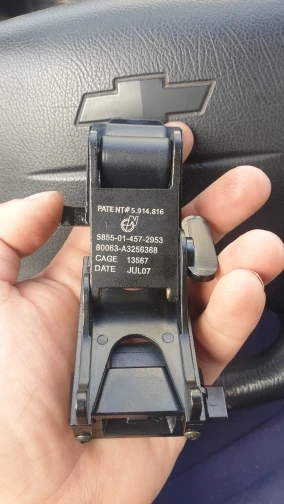 PATENT# 5.914.816
5855-01-457-2953
80063-A3256368
CAGE 13567
DATE JUL07